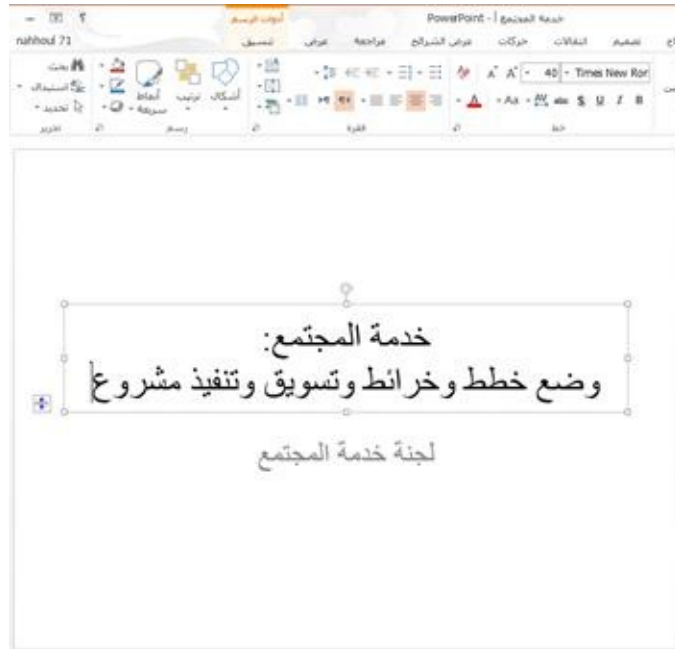 خدمة المجتمع - PowerPoint
أدوات الرسم
تصميم انتقالات حركات عرض الشرائح مراجعة عرض تنسيق nahhoul 71
Times New Ror 40
بحث
استبدال
تحديد
أشكال ترتيب أنماط سريعة
خط فقرة رسم تحرير
خدمة المجتمع:
وضع خطط وخرائط وتسويق وتنفيذ مشروع
لجنة خدمة المجتمع